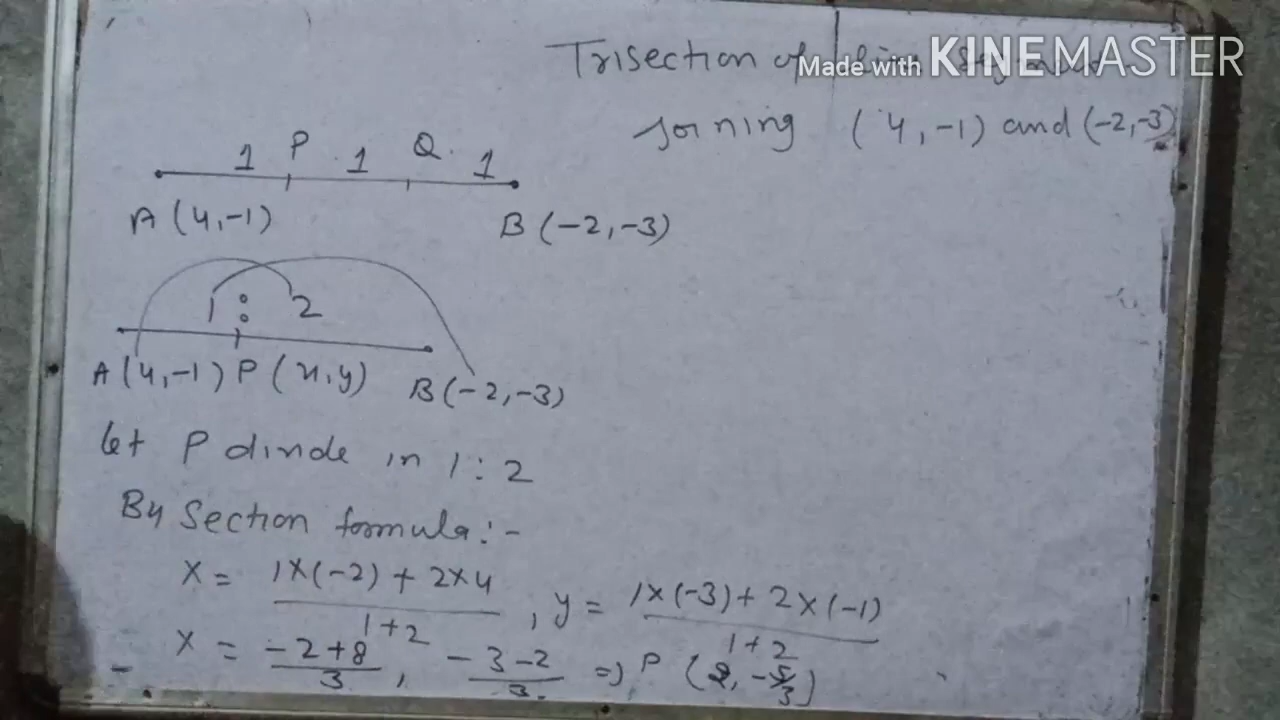 Trisection of
Made with KINEMASTER
joining (4,-1) and (-2,-3)
1 P 1 Q 1
A (4,-1) B (-2,-3)
1 : 2
A (4,-1) P (x,y) B (-2,-3)
Let P divide in 1:2
By Section formula:-
x = 1×(-2) + 2×4 / 1+2 , y = 1×(-3) + 2×(-1) / 1+2
x = -2+8 / 3 , -3-2 / 3 => P (2, -5/3)